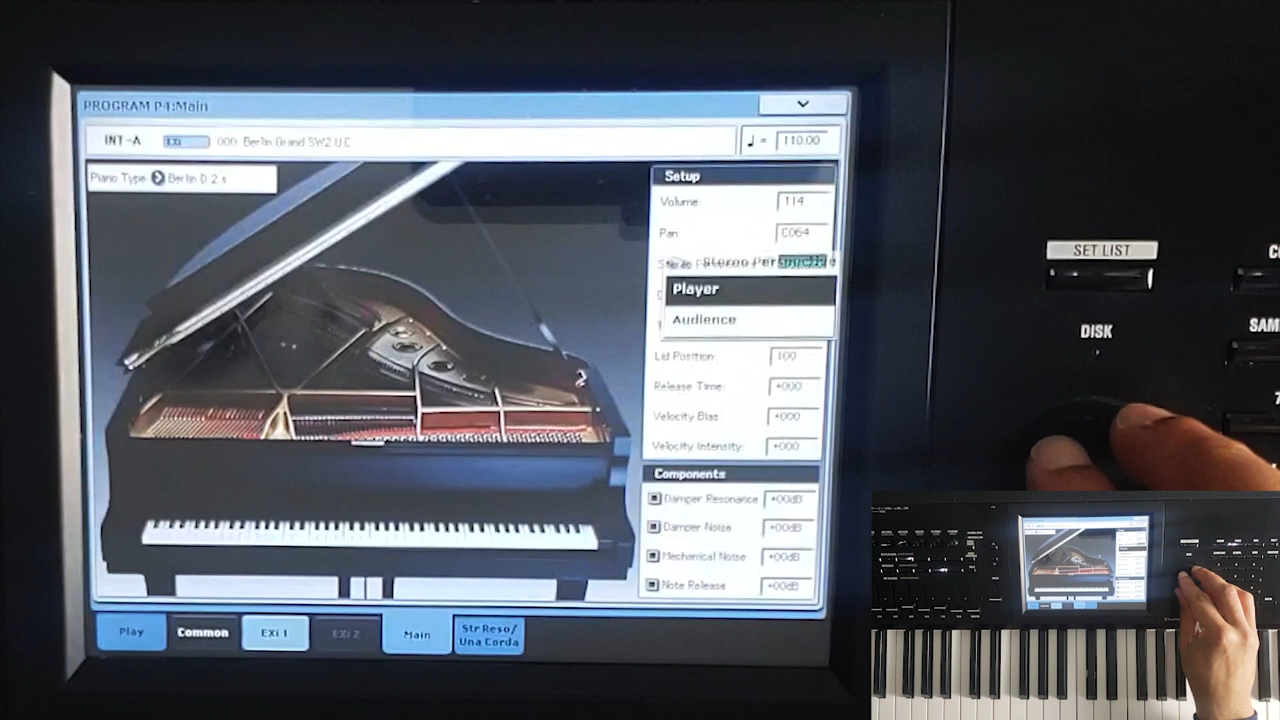 PROGRAM P4:Main
INT-A EXi 000: Berlin Grand SW2 U.C. ♩ = 110.00
Piano Type Berlin D 2 s
Setup
Volume: 114
Pan C064
Stereo Perspective
Player
Audience
Lid Position: 100
Release Time: +000
Velocity Bias: +000
Velocity Intensity: +000
Components
Damper Resonance +00dB
Damper Noise +00dB
Mechanical Noise +00dB
Note Release +00dB
Play Common EXi 1 EXi 2 Main Str Reso/
Una Corda
SET LIST
DISK
SAM